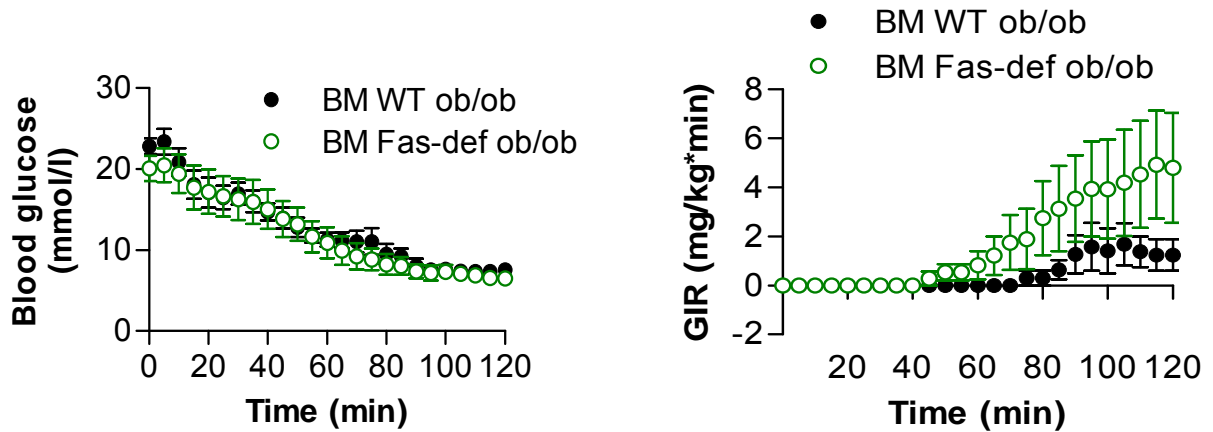 BM WT ob/ob
BM Fas-def ob/ob
Blood glucose
(mmol/l)
30
20
10
0
0 20 40 60 80 100 120
Time (min)
BM WT ob/ob
BM Fas-def ob/ob
GIR (mg/kg*min)
8
6
4
2
0
-2
20 40 60 80 100 120
Time (min)